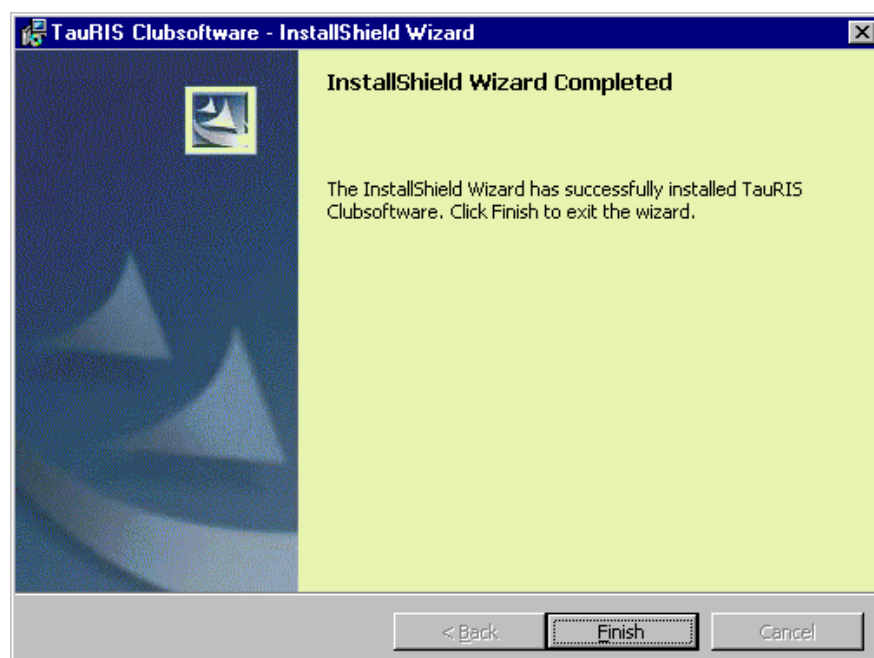 TauRIS Clubsoftware - InstallShield Wizard
InstallShield Wizard Completed
The InstallShield Wizard has successfully installed TauRIS
Clubsoftware. Click Finish to exit the wizard.
< Back
Finish
Cancel